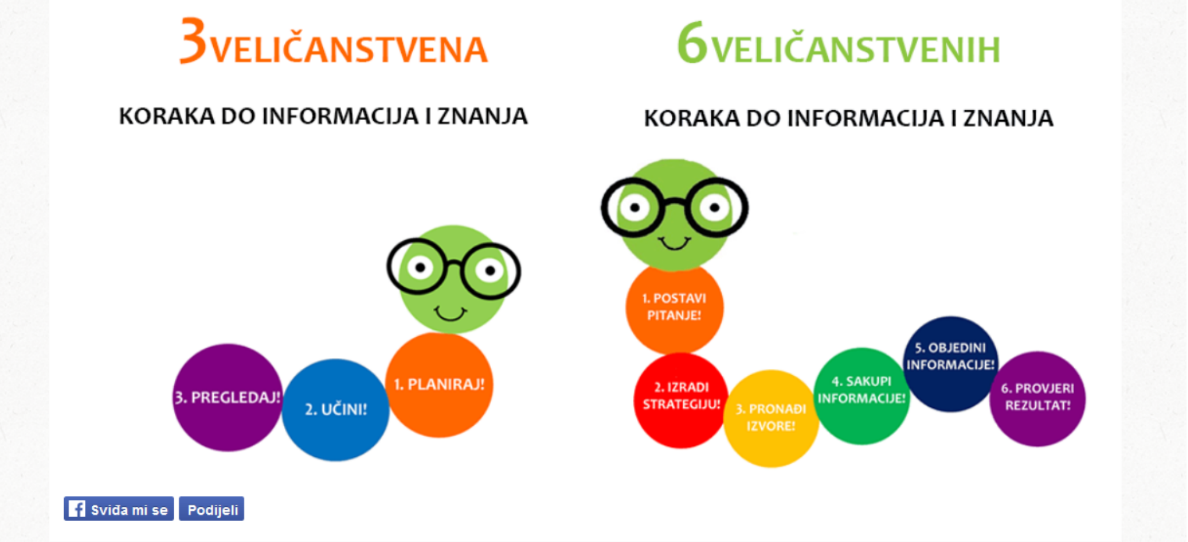 3VELIČANSTVENA
KORAKA DO INFORMACIJA I ZNANJA
1. PLANIRAJ!
2. UČINI!
3. PREGLEDAJ!
6VELIČANSTVENIH
KORAKA DO INFORMACIJA I ZNANJA
1. POSTAVI
PITANJE!
2. IZRADI
STRATEGIJU!
3. PRONAĐI
IZVORE!
4. SAKUPI
INFORMACIJE!
5. OBJEDINI
INFORMACIJE!
6. PROVJERI
REZULTAT!
Sviđa mi se
Podijeli